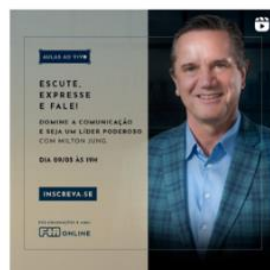 AULAS AO VIVO
ESCUTE,
EXPRESSE
E FALE!
DOMINE A COMUNICAÇÃO
E SEJA UM LÍDER PODEROSO
COM MILTON JUNG.
DIA 09/05 ÀS 19H
INSCREVA-SE
ONLINE